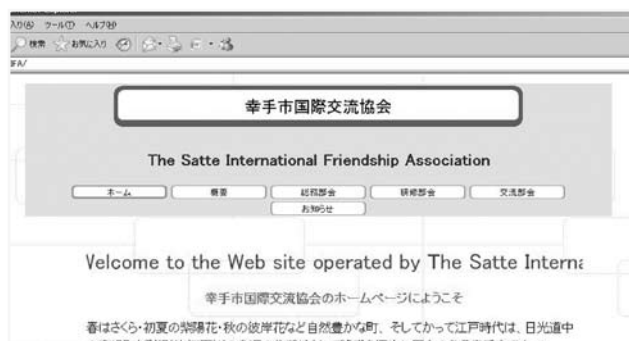 ツール(T) ヘルプ(H)
検索 お気に入り
FA/
幸手市国際交流協会
The Satte International Friendship Association
ホーム 概要 総務部会 研修部会 交流部会
お知らせ
Welcome to the Web site operated by The Satte Interna
幸手市国際交流協会のホームページにようこそ
春はさくら・初夏の紫陽花・秋の彼岸花など自然豊かな町、そしてかって江戸時代は、日光道中